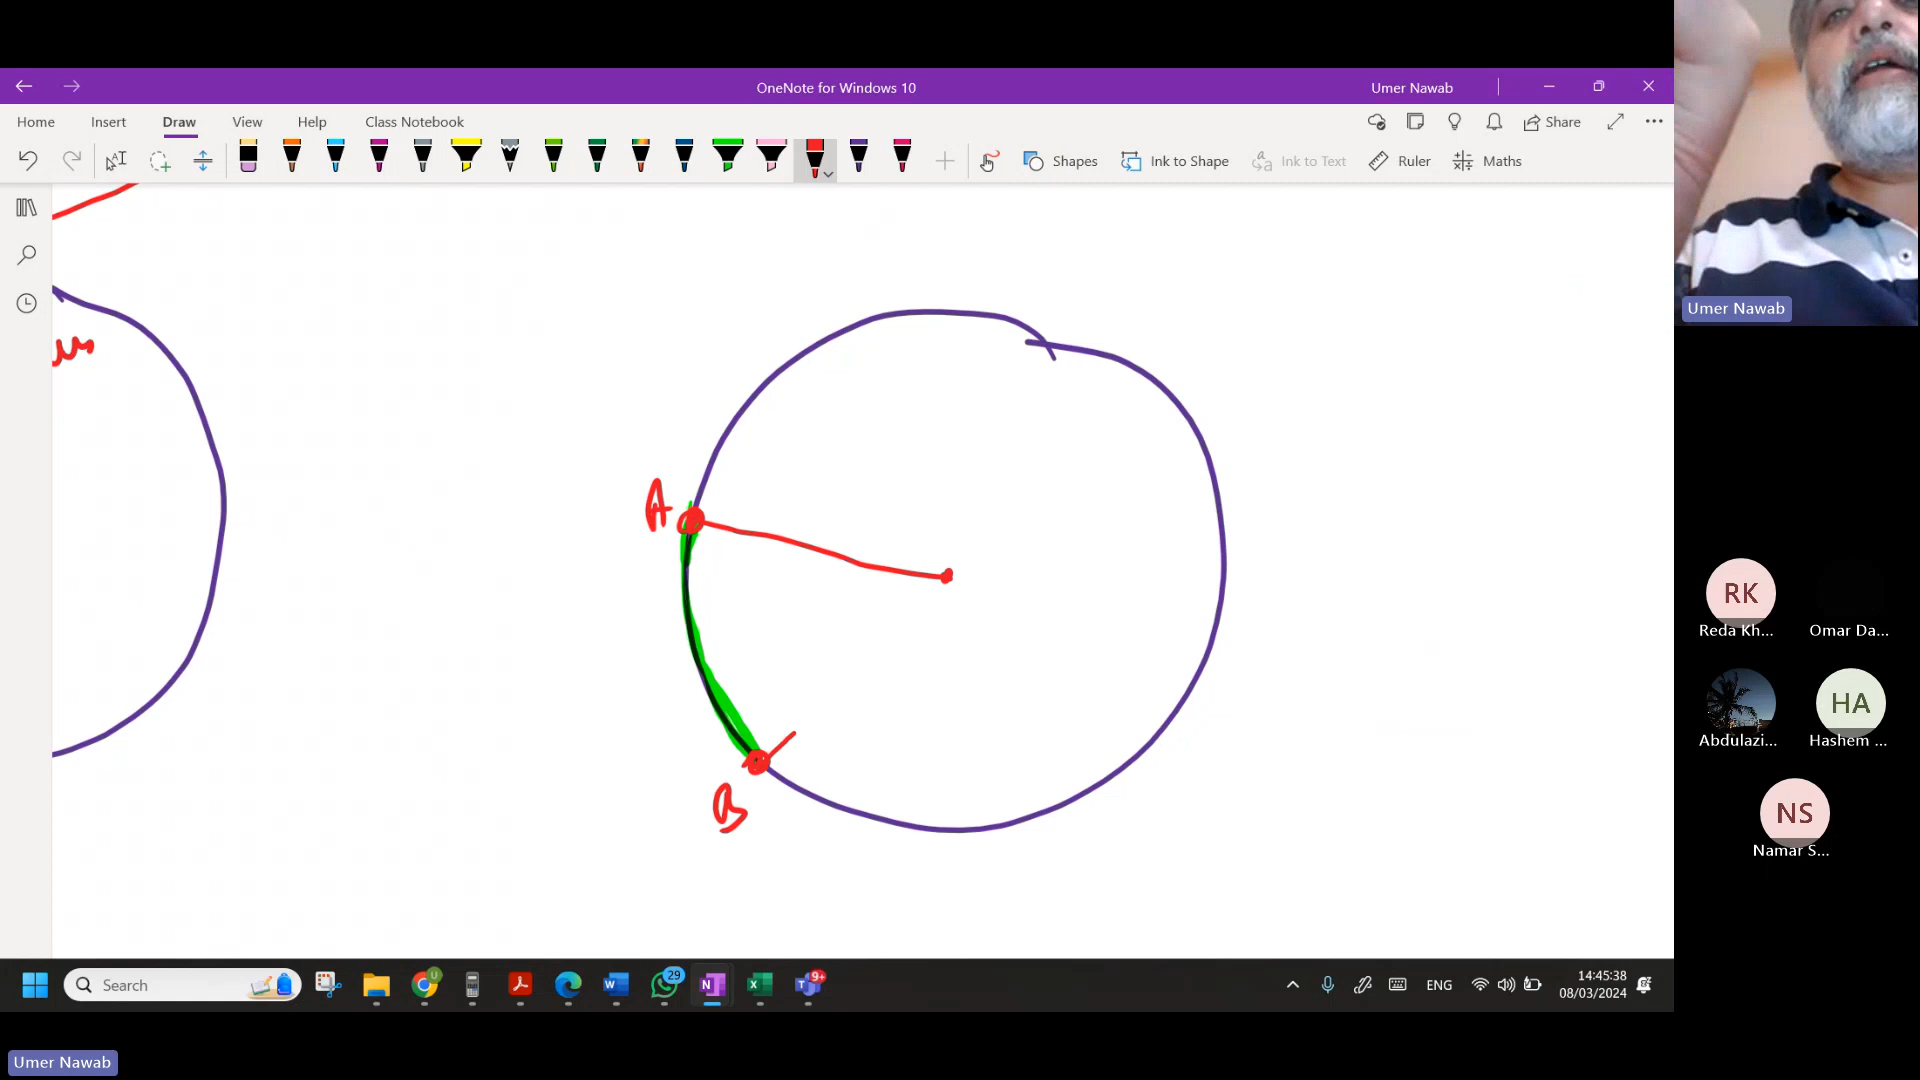 OneNote for Windows 10
Umer Nawab
Home Insert Draw View Help Class Notebook
Share
Shapes Ink to Shape Ink to Text Ruler Maths
Umer Nawab
A
B
RK
Reda Kh...
Omar Da...
Abdulazi...
HA
Hashem ...
NS
Namar S...
Search
U
29
9+
ENG
14:45:38
08/03/2024
Umer Nawab